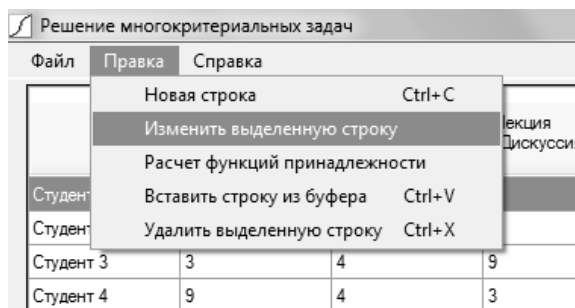 Решение многокритериальных задач
Файл Правка Справка
Новая строка Ctrl+C
Изменить выделенную строку
Расчет функций принадлежности
Вставить строку из буфера Ctrl+V
Удалить выделенную строку Ctrl+X
Студент 3 3 4 9
Студент 4 9 4 3